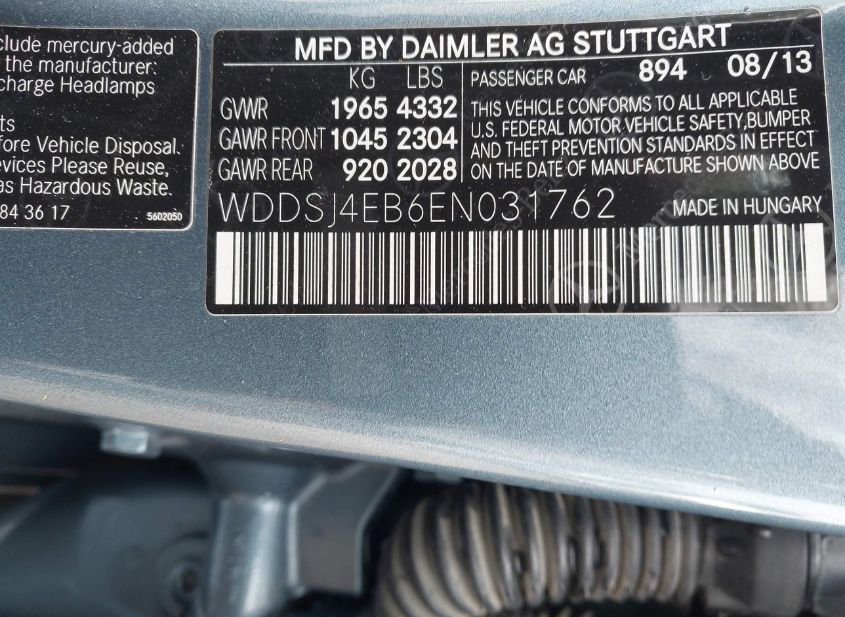 clude mercury-added
the manufacturer:
charge Headlamps
ts
fore Vehicle Disposal.
evices Please Reuse,
as Hazardous Waste.
84 36 17
5602050
MFD BY DAIMLER AG STUTTGART
KG LBS
GVWR 1965 4332
GAWR FRONT 1045 2304
GAWR REAR 920 2028
PASSENGER CAR 894 08/13
THIS VEHICLE CONFORMS TO ALL APPLICABLE
U.S. FEDERAL MOTOR VEHICLE SAFETY,BUMPER
AND THEFT PREVENTION STANDARDS IN EFFECT
ON THE DATE OF MANUFACTURE SHOWN ABOVE
WDDSJ4EB6EN031762
MADE IN HUNGARY